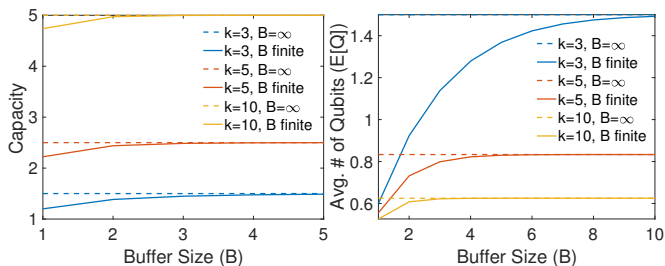 5
4
3
2
1
Capacity
k=3, B=∞
k=3, B finite
k=5, B=∞
k=5, B finite
k=10, B=∞
k=10, B finite
1 2 3 4 5
Buffer Size (B)
1.4
1.2
1
0.8
0.6
Avg. # of Qubits (E[Q])
k=3, B=∞
k=3, B finite
k=5, B=∞
k=5, B finite
k=10, B=∞
k=10, B finite
2 4 6 8 10
Buffer Size (B)